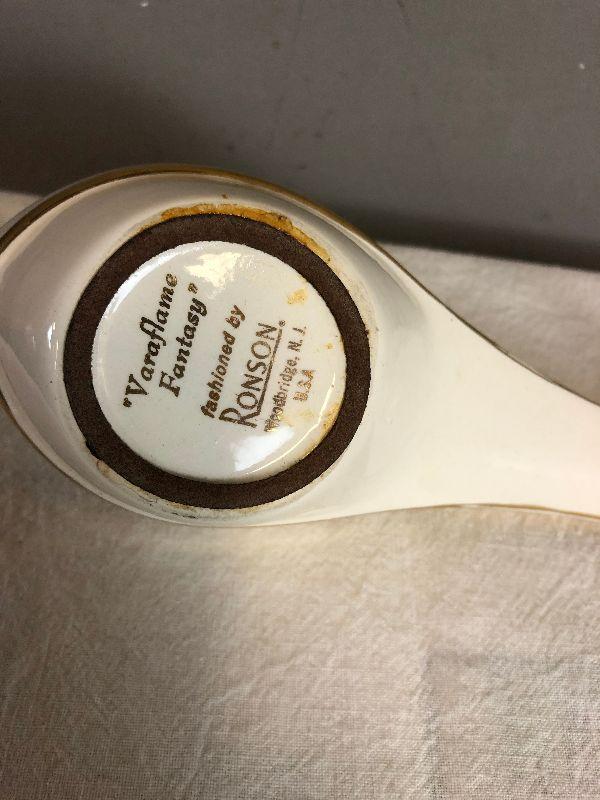 "Varaflame
Fantasy"
fashioned by
RONSON®
Woodbridge, N. J.
U.S.A